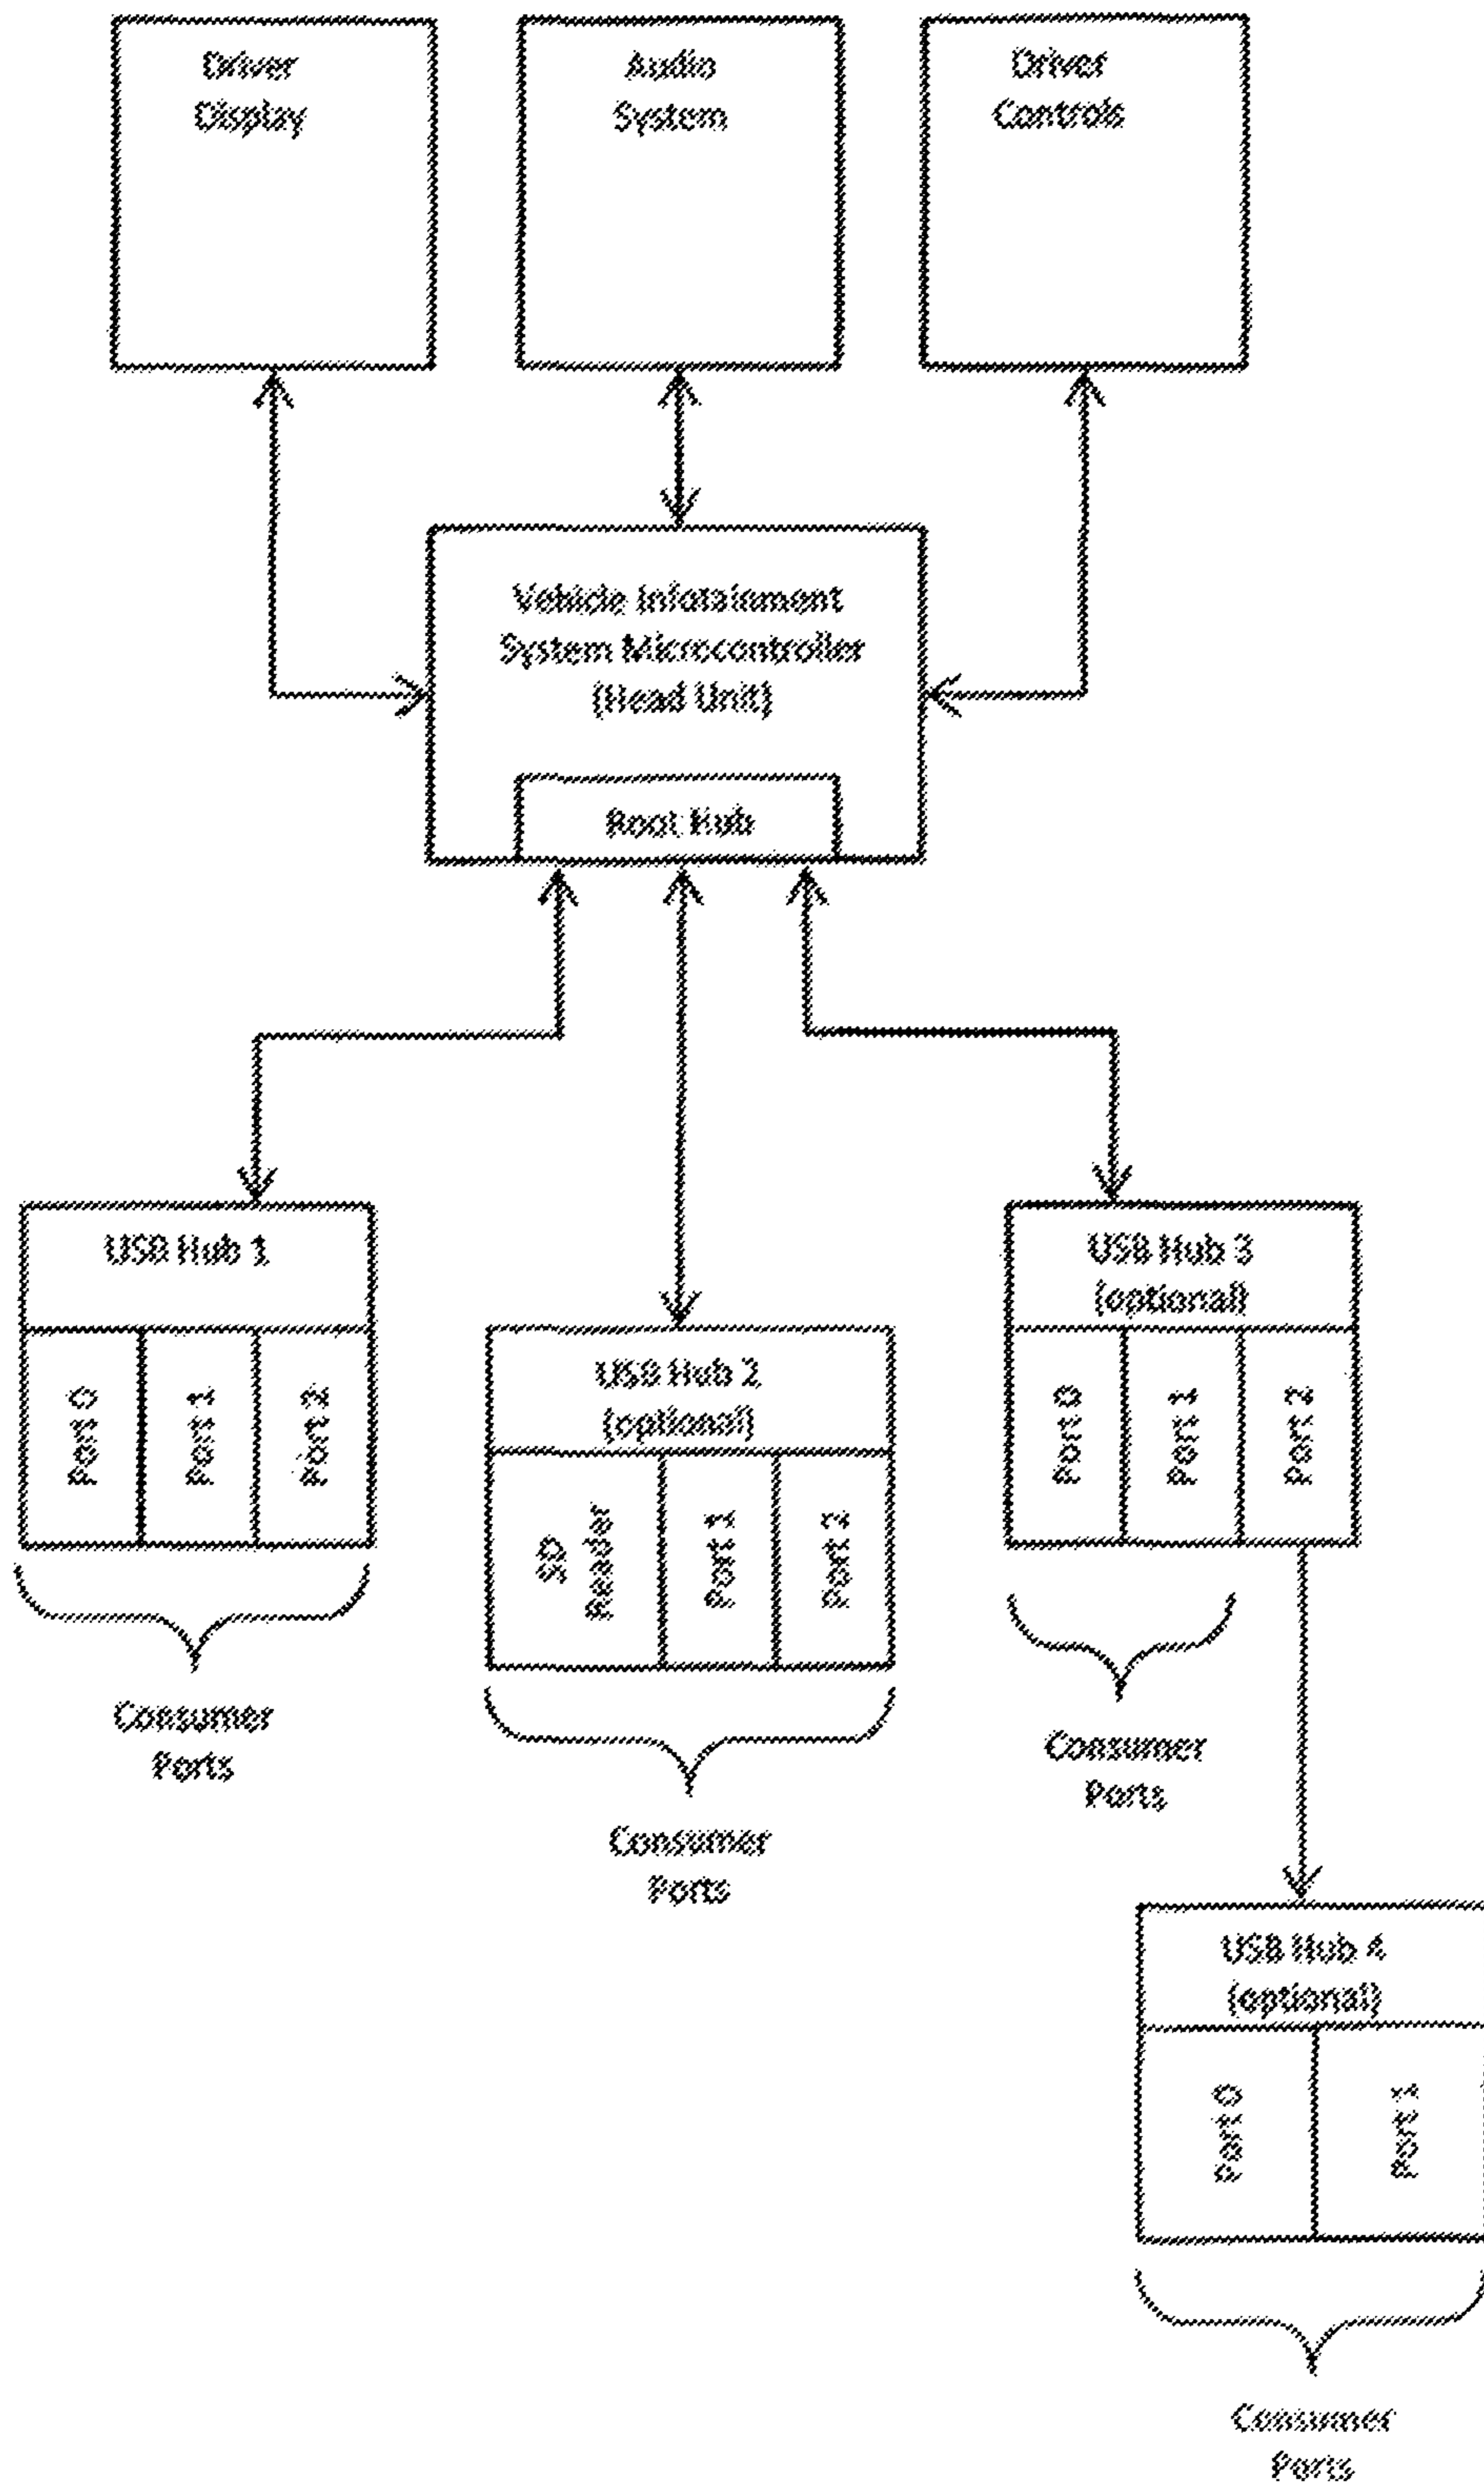 Driver
Display
Audio
System
Driver
Controls
Vehicle Infotainment
System Microcontroller
(Head Unit)
Root Hub
USB Hub 1
Port 0
Port 1
Port 2
Consumer
Ports
USB Hub 2
(optional)
SD
Reader
Port 1
Port 2
Consumer
Ports
USB Hub 3
(optional)
Port 0
Port 1
Port 2
Consumer
Ports
USB Hub 4
(optional)
Port 0
Port 1
Consumer
Ports